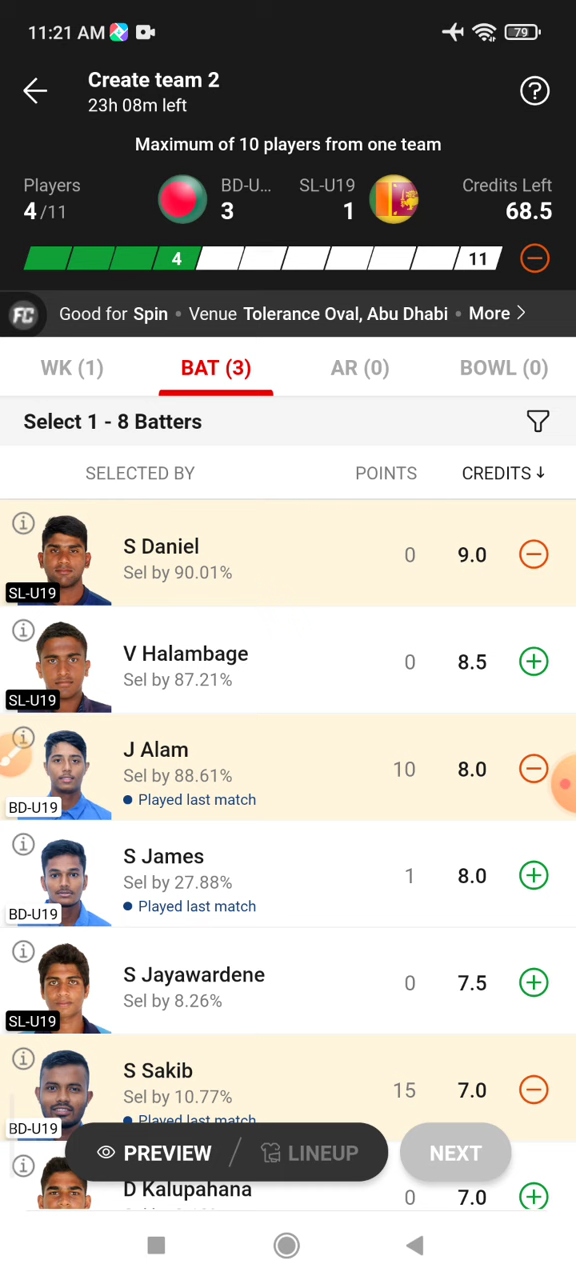 11:21 AM
79
Create team 2
23h 08m left
Maximum of 10 players from one team
Players
4/11
BD-U...
3
SL-U19
1
Credits Left
68.5
4
11
FC Good for Spin • Venue Tolerance Oval, Abu Dhabi • More
WK (1) BAT (3) AR (0) BOWL (0)
Select 1 - 8 Batters
SELECTED BY POINTS CREDITS ↓
S Daniel
Sel by 90.01%
0 9.0
SL-U19
V Halambage
Sel by 87.21%
0 8.5
SL-U19
J Alam
Sel by 88.61%
10 8.0
Played last match
BD-U19
S James
Sel by 27.88%
1 8.0
Played last match
BD-U19
S Jayawardene
Sel by 8.26%
0 7.5
SL-U19
S Sakib
Sel by 10.77%
15 7.0
Played last match
BD-U19
PREVIEW / LINEUP NEXT
D Kalupahana
0 7.0